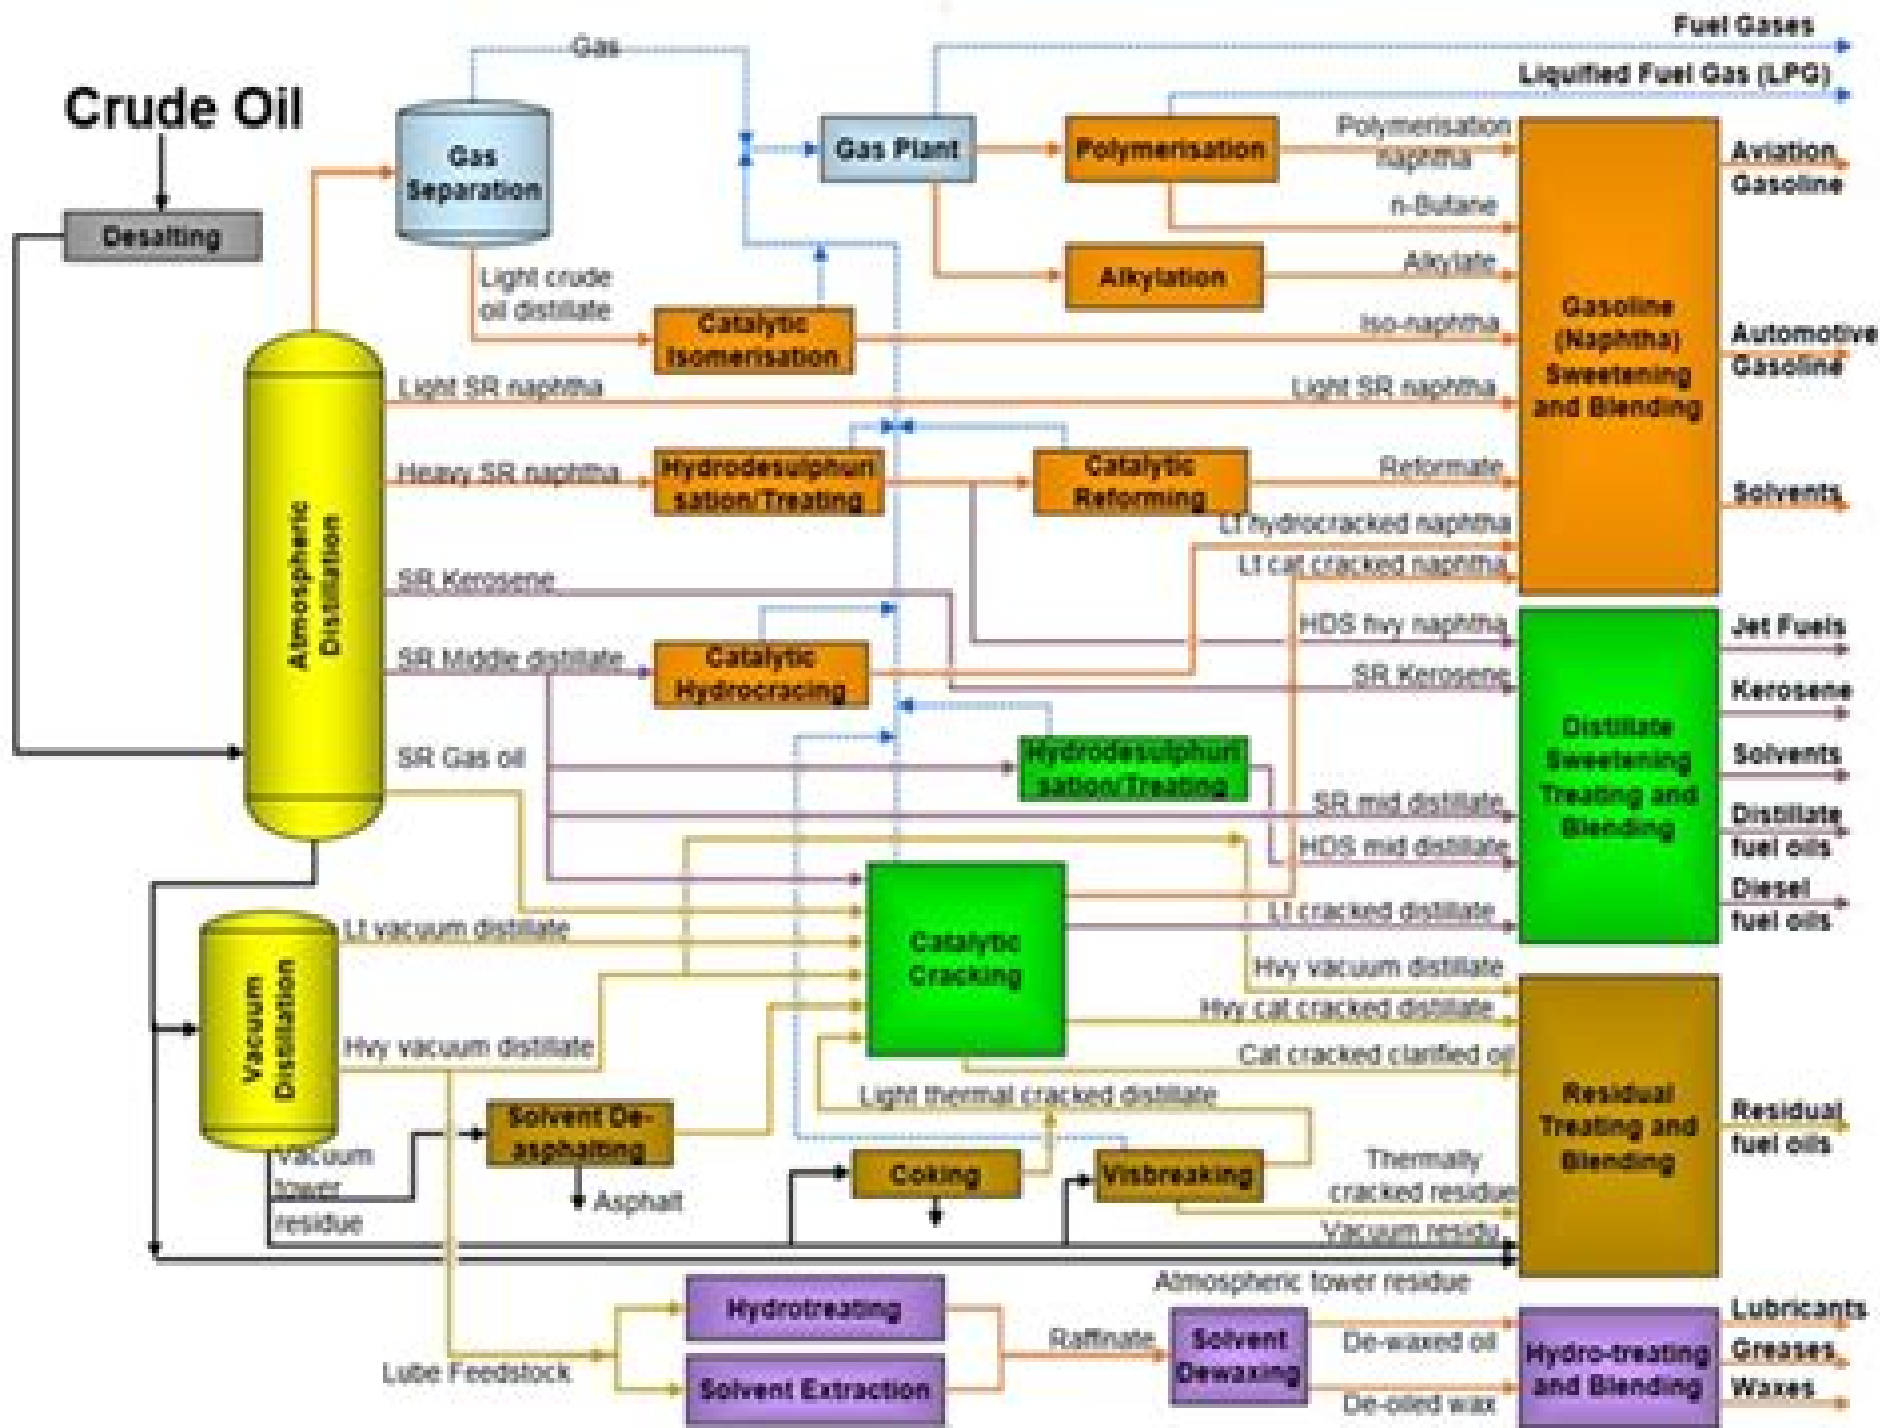 Fuel Gases
Gas
Liquified Fuel Gas (LPG)
Crude Oil
Gas
Separation
Gas Plant
Polymerisation
Polymerisation
naphtha
Aviation
Gasoline
n-Butane
Desalting
Light crude
oil distillate
Alkylation
Alkylate
Catalytic
Isomerisation
Iso-naphtha
Gasoline
(Naphtha)
Sweetening
and Blending
Automotive
Gasoline
Light SR naphtha
Light SR naphtha
Heavy SR naphtha
Hydrodesulphuri
sation/Treating
Catalytic
Reforming
Reformate
Solvents
Lt hydrocracked naphtha
Lt cat cracked naphtha
Atmospheric
Distillation
SR Kerosene
HDS hvy naphtha
Jet Fuels
SR Middle distillate
Catalytic
Hydrocracing
SR Kerosene
Kerosene
SR Gas oil
Hydrodesulphuri
sation/Treating
Distillate
Sweetening
Treating and
Blending
Solvents
SR mid distillate
Distillate
fuel oils
HDS mid distillate
Diesel
fuel oils
Lt vacuum distillate
Catalytic
Cracking
Lt cracked distillate
Hvy vacuum distillate
Hvy cat cracked distillate
Vacuum
Distillation
Hvy vacuum distillate
Cat cracked clarified oil
Light thermal cracked distillate
Solvent De-
asphalting
Residual
Treating and
Blending
Residual
fuel oils
Vacuum
tower
residue
Asphalt
Coking
Visbreaking
Thermally
cracked residue
Vacuum residu
Atmospheric tower residue
Hydrotreating
Lube Feedstock
Solvent Extraction
Raffinate
Solvent
Dewaxing
De-waxed oil
De-oiled wax
Hydro-treating
and Blending
Lubricants
Greases
Waxes